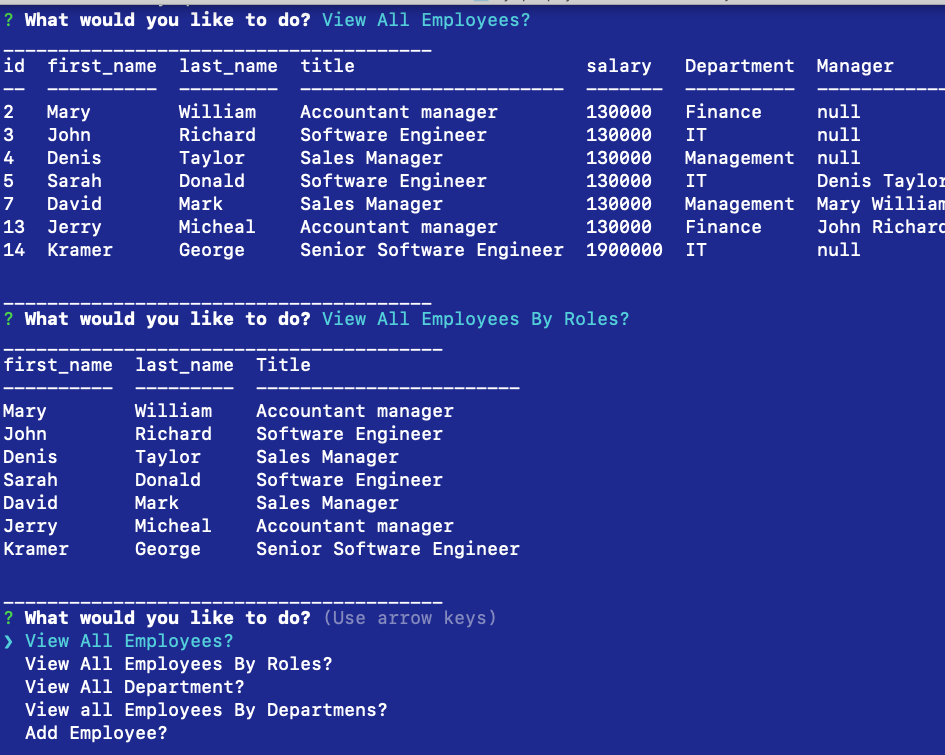 ? What would you like to do? View All Employees?
id first_name last_name title salary Department Manager
2 Mary William Accountant manager 130000 Finance null
3 John Richard Software Engineer 130000 IT null
4 Denis Taylor Sales Manager 130000 Management null
5 Sarah Donald Software Engineer 130000 IT Denis Taylor
7 David Mark Sales Manager 130000 Management Mary William
13 Jerry Micheal Accountant manager 130000 Finance John Richard
14 Kramer George Senior Software Engineer 1900000 IT null
? What would you like to do? View All Employees By Roles?
first_name last_name Title
Mary William Accountant manager
John Richard Software Engineer
Denis Taylor Sales Manager
Sarah Donald Software Engineer
David Mark Sales Manager
Jerry Micheal Accountant manager
Kramer George Senior Software Engineer
? What would you like to do? (Use arrow keys)
❯ View All Employees?
View All Employees By Roles?
View All Department?
View all Employees By Departmens?
Add Employee?